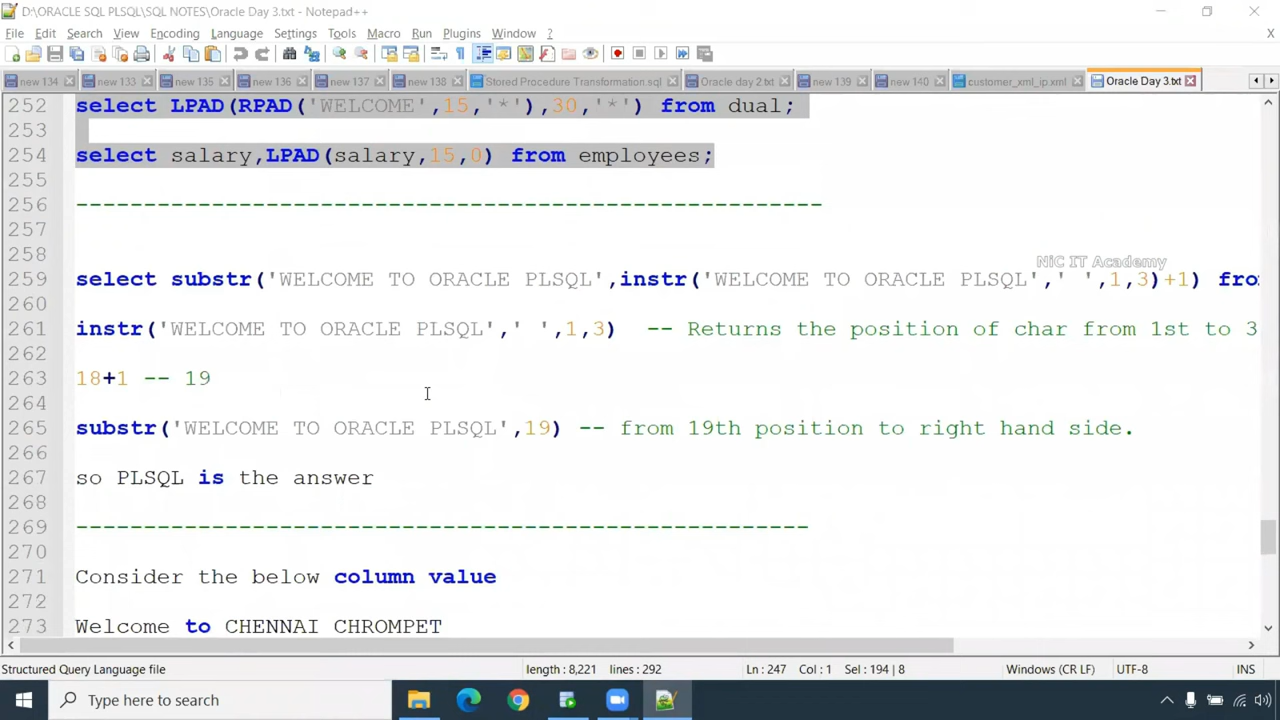 D:\ORACLE SQL PLSQL\SQL NOTES\Oracle Day 3.txt - Notepad++
File Edit Search View Encoding Language Settings Tools Macro Run Plugins Window ? X
new 134 new 133 new 135 new 136 new 137 new 138 Stored Procedure Transformation.sql Oracle day 2.txt new 139 new 140 customer_xml_ip.xml Oracle Day 3.txt
252 select LPAD(RPAD('WELCOME',15,'*'),30,'*') from dual;
253
254 select salary,LPAD(salary,15,0) from employees;
255
256 -------------------------------------------------------
257
258
NiC IT Academy
259 select substr('WELCOME TO ORACLE PLSQL',instr('WELCOME TO ORACLE PLSQL',' ',1,3)+1) fro
260
261 instr('WELCOME TO ORACLE PLSQL',' ',1,3) -- Returns the position of char from 1st to 3
262
263 18+1 -- 19
264
265 substr('WELCOME TO ORACLE PLSQL',19) -- from 19th position to right hand side.
266
267 so PLSQL is the answer
268
269 ------------------------------------------------------
270
271 Consider the below column value
272
273 Welcome to CHENNAI CHROMPET
Structured Query Language file length : 8,221 lines : 292 Ln : 247 Col : 1 Sel : 194 | 8 Windows (CR LF) UTF-8 INS
Type here to search